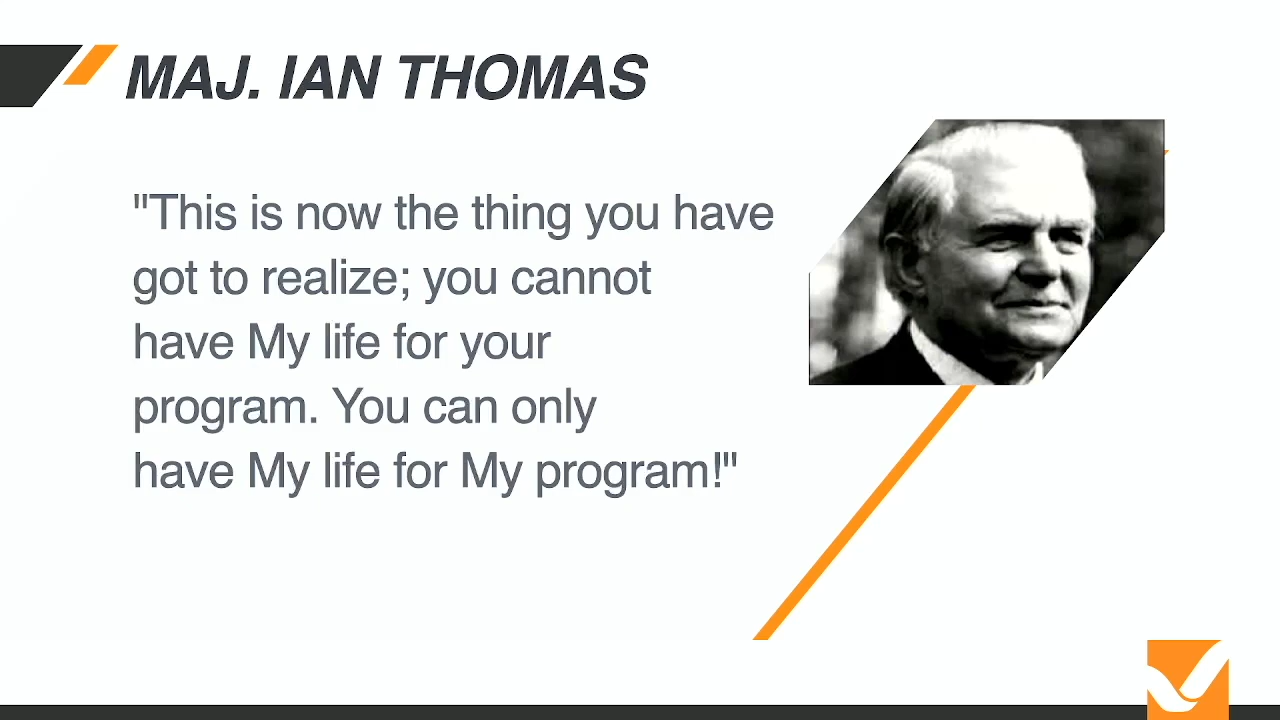 MAJ. IAN THOMAS
"This is now the thing you have
got to realize; you cannot
have My life for your
program. You can only
have My life for My program!"